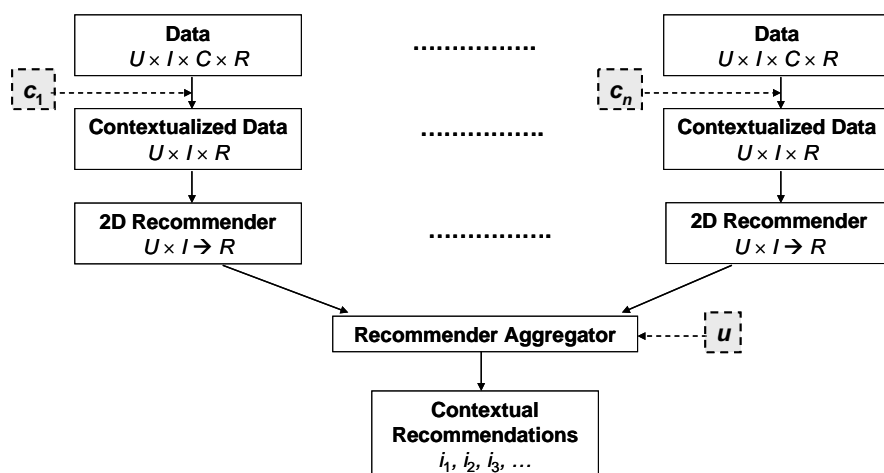 Data
U × I × C × R
................
Data
U × I × C × R
c1
cn
Contextualized Data
U × I × R
................
Contextualized Data
U × I × R
2D Recommender
U × I → R
................
2D Recommender
U × I → R
Recommender Aggregator
u
Contextual
Recommendations
i1, i2, i3, …